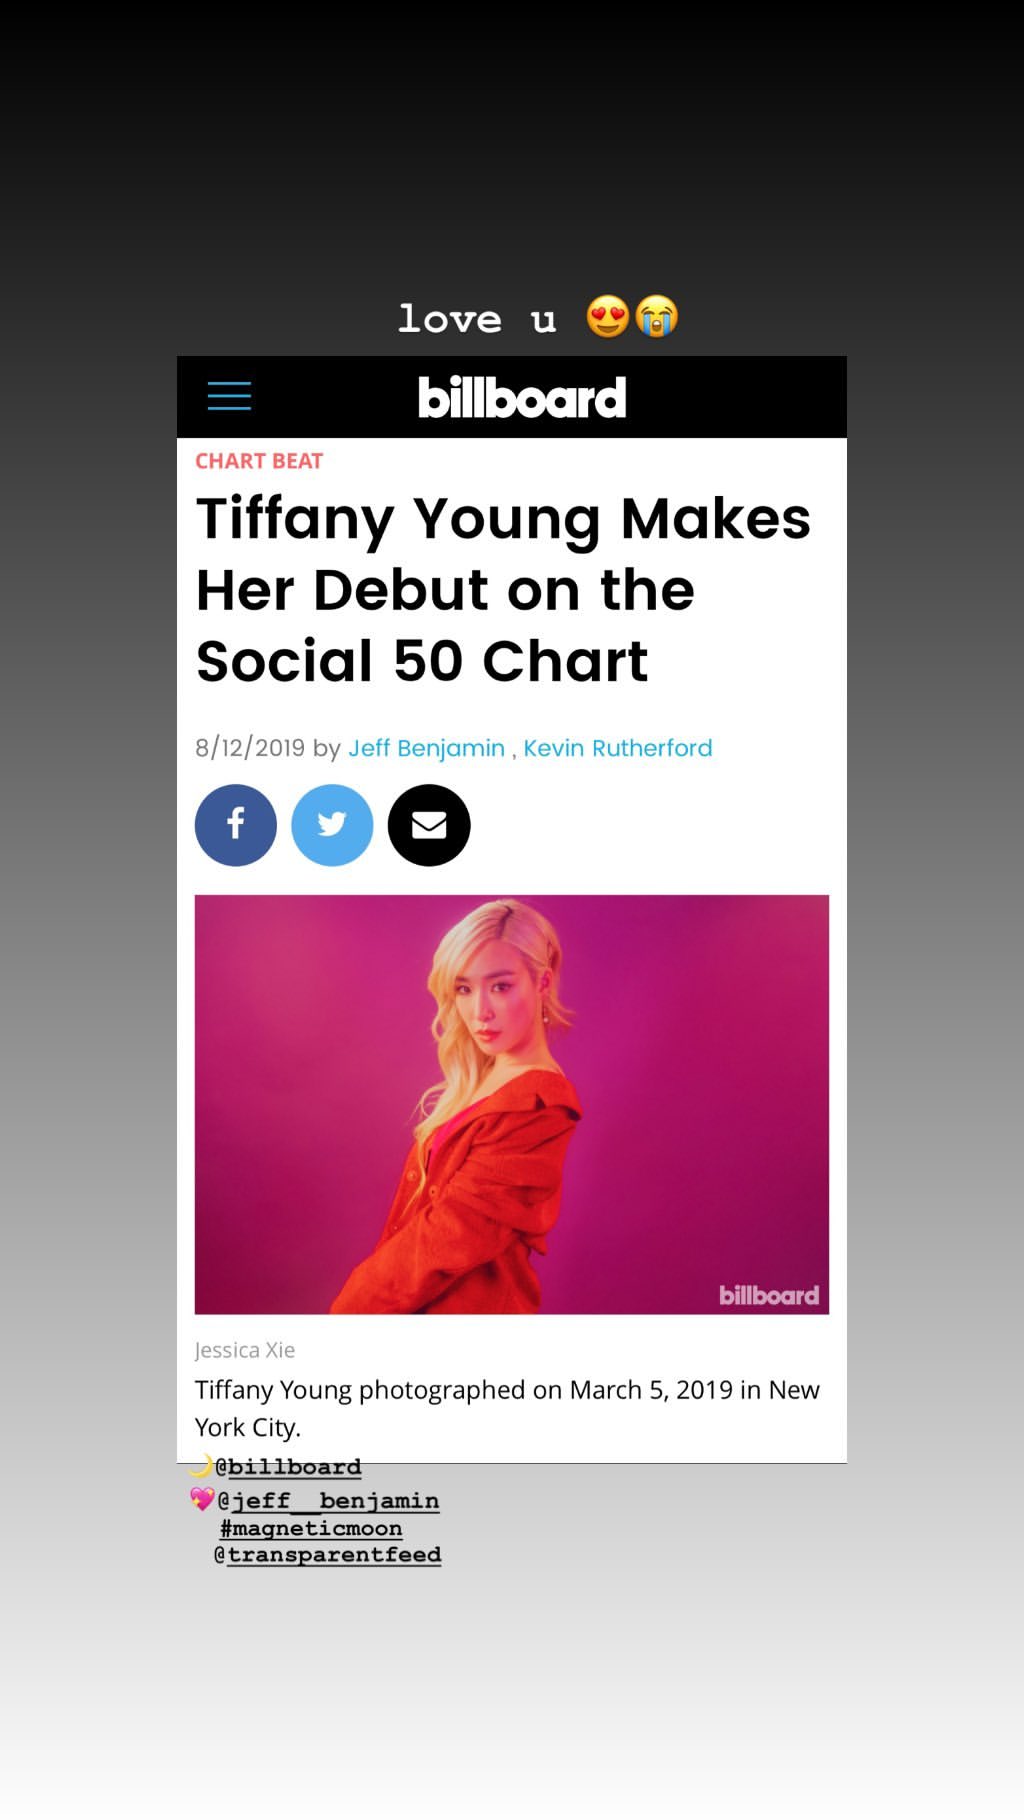 love u 😍😭
billboard
CHART BEAT
Tiffany Young Makes
Her Debut on the
Social 50 Chart
8/12/2019 by Jeff Benjamin , Kevin Rutherford
f
billboard
Jessica Xie
Tiffany Young photographed on March 5, 2019 in New
York City.
🌙@billboard
💖@jeff__benjamin
#magneticmoon
@transparentfeed